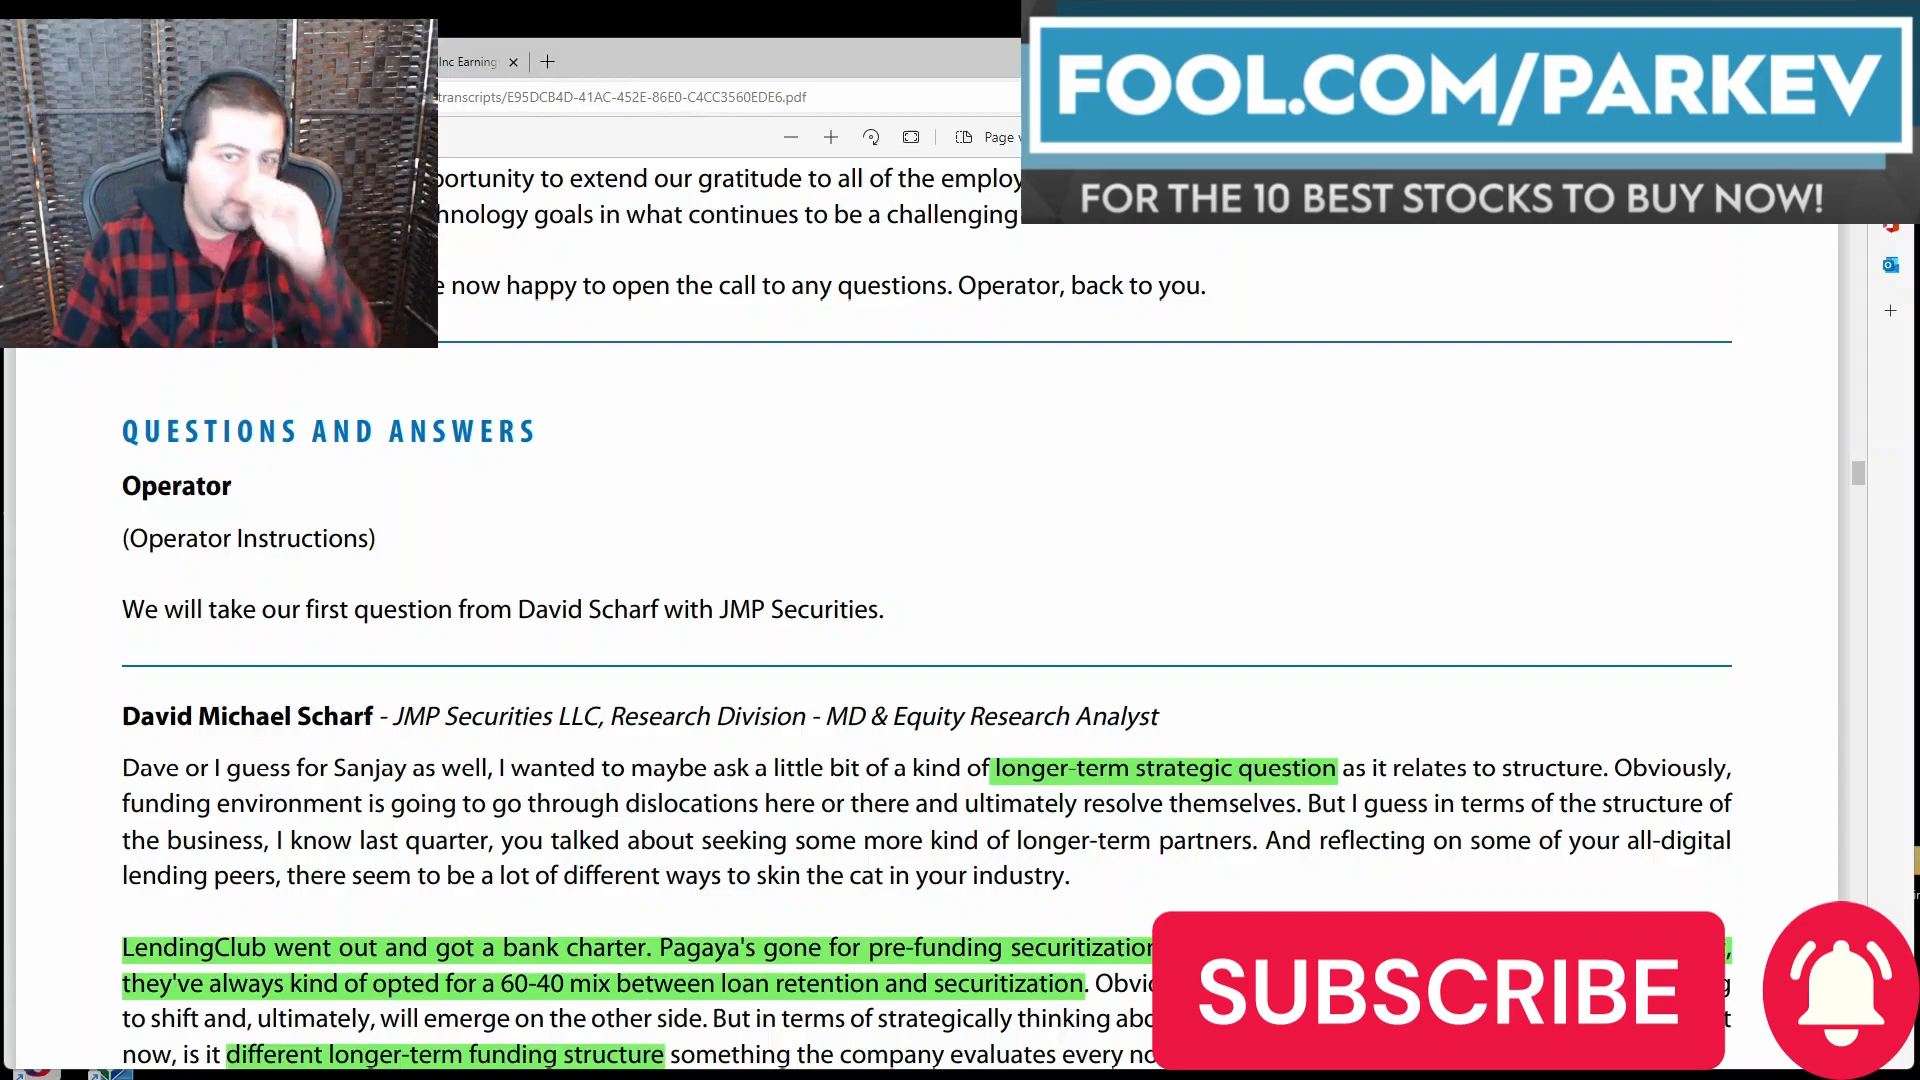 FOOL.COM/PARKEV
FOR THE 10 BEST STOCKS TO BUY NOW!
Inc Earning
transcripts/E95DCB4D-41AC-452E-86E0-C4CC3560EDE6.pdf
Page
portunity to extend our gratitude to all of the employ
hnology goals in what continues to be a challenging
e now happy to open the call to any questions. Operator, back to you.
QUESTIONS AND ANSWERS
Operator
(Operator Instructions)
We will take our first question from David Scharf with JMP Securities.
David Michael Scharf - JMP Securities LLC, Research Division - MD & Equity Research Analyst
Dave or I guess for Sanjay as well, I wanted to maybe ask a little bit of a kind of longer-term strategic question as it relates to structure. Obviously,
funding environment is going to go through dislocations here or there and ultimately resolve themselves. But I guess in terms of the structure of
the business, I know last quarter, you talked about seeking some more kind of longer-term partners. And reflecting on some of your all-digital
lending peers, there seem to be a lot of different ways to skin the cat in your industry.
LendingClub went out and got a bank charter. Pagaya's gone for pre-funding securitization
they've always kind of opted for a 60-40 mix between loan retention and securitization. Obvi
to shift and, ultimately, will emerge on the other side. But in terms of strategically thinking abo
now, is it different longer-term funding structure something the company evaluates every no
SUBSCRIBE